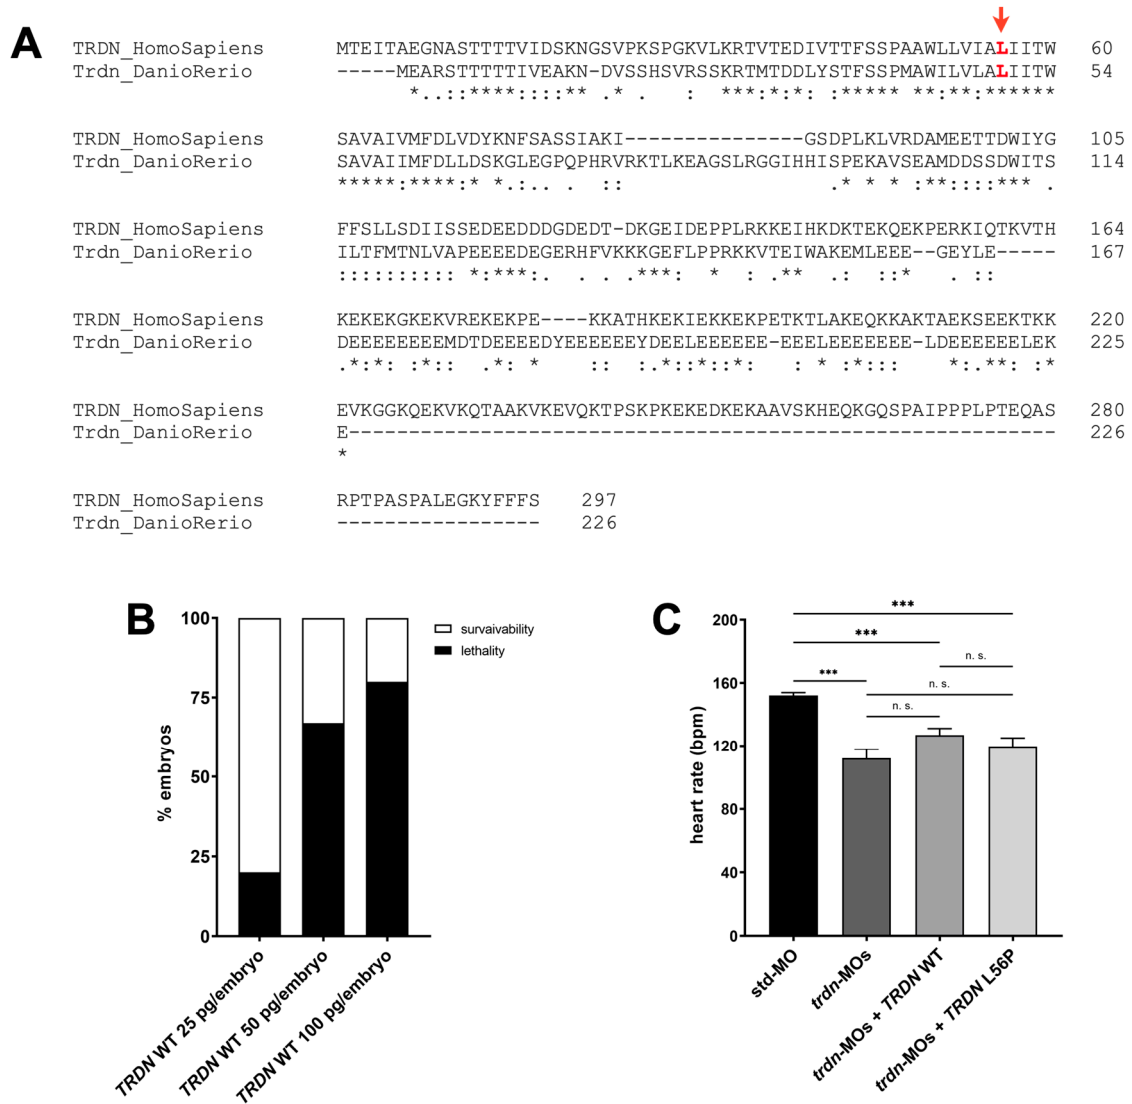 A
TRDN_HomoSapiens MTEITAEGNASTTTTTVIDSKNGSVPKSPGKVLKRTVTEDIVTTFSSPAAWLLVIALIITW 60
Trdn_DanioRerio -----MEARSTTTTTTIVEAKN-DVSSHSVRSSKRTMTDDLYSTFSSPMAWILVLALIITW 54
*..::****::: ** .* . : ***:*:*: :***** **:**:******
TRDN_HomoSapiens SAVAIVMFDLVDYKNFSASSIAKI---------------GSDPLKLVRDAMEETTDWIYG 105
Trdn_DanioRerio SAVAIIMFDLLDSKGLEGPQPHRVRKTLKEAGSLRGGIHHISPEKAVSEAMDDSSDWITS 114
*****:****:* *.:.. . :: .* * * :**::**** .
TRDN_HomoSapiens FFSLLSDIISSEDEEDDDGDEDT-DKGEIDEPPLRKKEIHKDKTEKQEKPERKIQTKVTH 164
Trdn_DanioRerio ILTFMTNLVAPEEEEDEGERHFVKKKGEFLPPRKKVTEIWAKEMLEEE--GEYLE----- 167
:::::::::: *:***: . . .***: * : ** .: ::* . ::
TRDN_HomoSapiens KEKEKGKEKVREKEKPE----KKATHKEKIEKKEKPETKTLAKEQKKAKTAEKSEEKTKK 220
Trdn_DanioRerio DEEEEEEEEMDTDEEEEDYEEEEEEYDEELEEEEEE-EEELEEEEEEE-LDEEEEEELEK 225
.*:*: :*:: .*: * :: : .*::**:*: : *: *::: *:.**: :*
TRDN_HomoSapiens EVKGGKQEKVKQTAAKVKEVQKTPSKPKEKEDKEKAAVSKHEQKGQSPAIPPPLPTEQAS 280
Trdn_DanioRerio E----------------------------------------------------------- 226
*
TRDN_HomoSapiens RPTPASPALEGKYFFFS 297
Trdn_DanioRerio ----------------- 226
B
100
75
50
25
0
% embryos
survaivability
lethality
TRDN WT 25 pg/embryo
TRDN WT 50 pg/embryo
TRDN WT 100 pg/embryo
C
200
160
120
80
40
0
heart rate (bpm)
***
***
n. s.
***
n. s.
n. s.
std-MO
trdn-MOs
trdn-MOs + TRDN WT
trdn-MOs + TRDN L56P